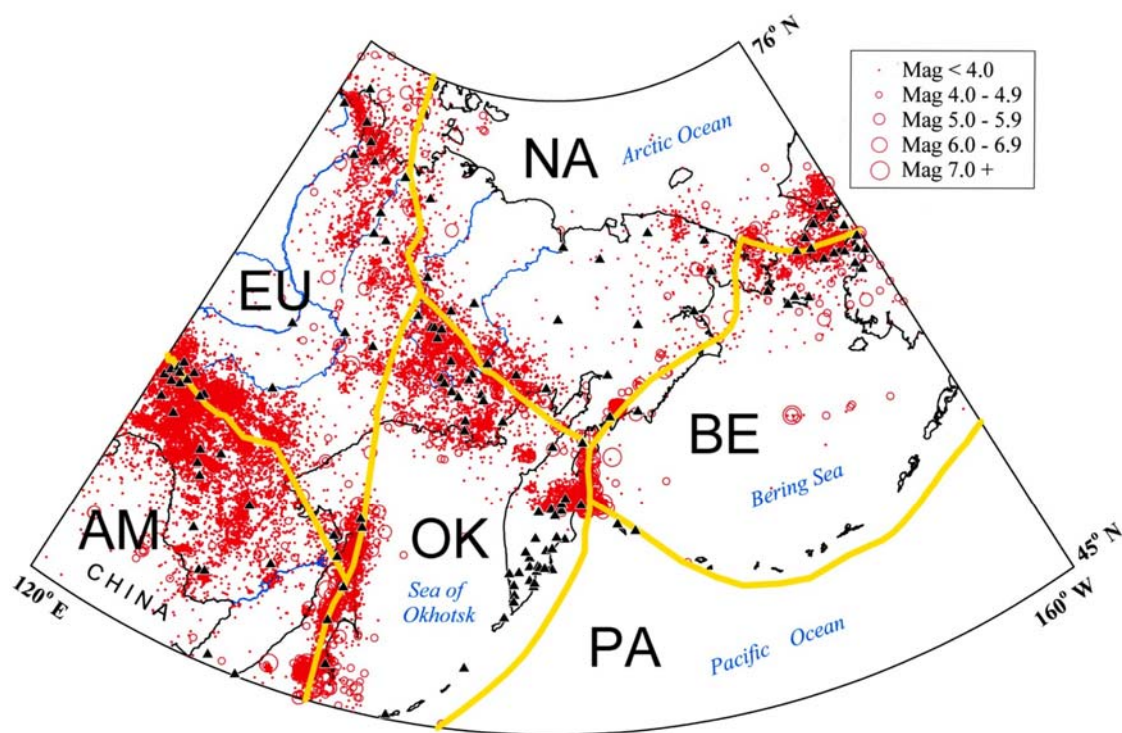 76° N
Mag < 4.0
Mag 4.0 - 4.9
Mag 5.0 - 5.9
Mag 6.0 - 6.9
Mag 7.0 +
NA
Arctic Ocean
EU
BE
Bering Sea
AM
CHINA
OK
Sea of
Okhotsk
PA
Pacific Ocean
120° E
45° N
160° W